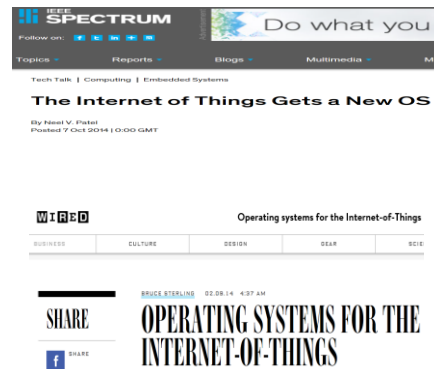 IEEE
SPECTRUM
Do what you
Follow on:
Advertisement
Topics Reports Blogs Multimedia M
Tech Talk | Computing | Embedded Systems
The Internet of Things Gets a New OS
By Neel V. Patel
Posted 7 Oct 2014 | 0:00 GMT
WIRED Operating systems for the Internet-of-Things
BUSINESS CULTURE DESIGN GEAR SCIE
BRUCE STERLING 02.09.14 4:37 AM
SHARE
OPERATING SYSTEMS FOR THE
INTERNET-OF-THINGS
f SHARE